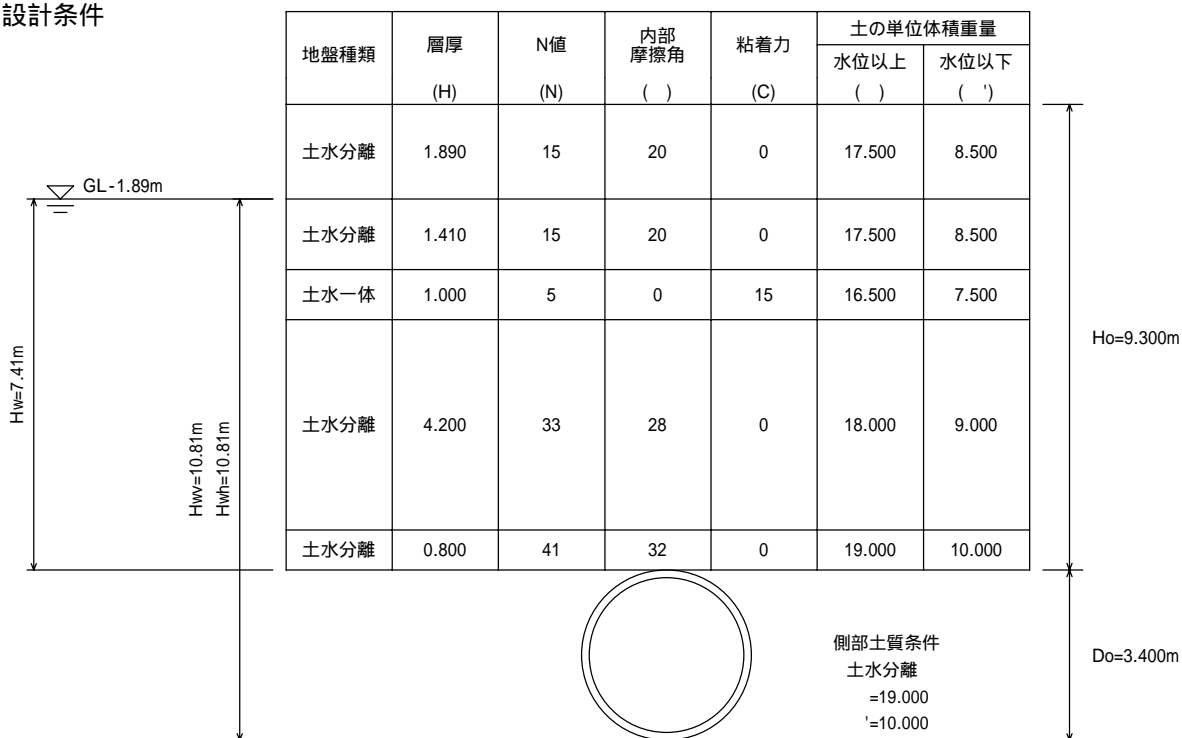 設計条件
地盤種類 層厚 (H) N値 (N) 内部摩擦角 ( ) 粘着力 (C) 土の単位体積重量 水位以上 ( ) 水位以下 ( ')
土水分離 1.890 15 20 0 17.500 8.500
GL-1.89m
土水分離 1.410 15 20 0 17.500 8.500
土水一体 1.000 5 0 15 16.500 7.500
Ho=9.300m
Hw=7.41m
土水分離 4.200 33 28 0 18.000 9.000
Hwv=10.81m
Hwh=10.81m
土水分離 0.800 41 32 0 19.000 10.000
側部土質条件
Do=3.400m
土水分離
=19.000
'=10.000